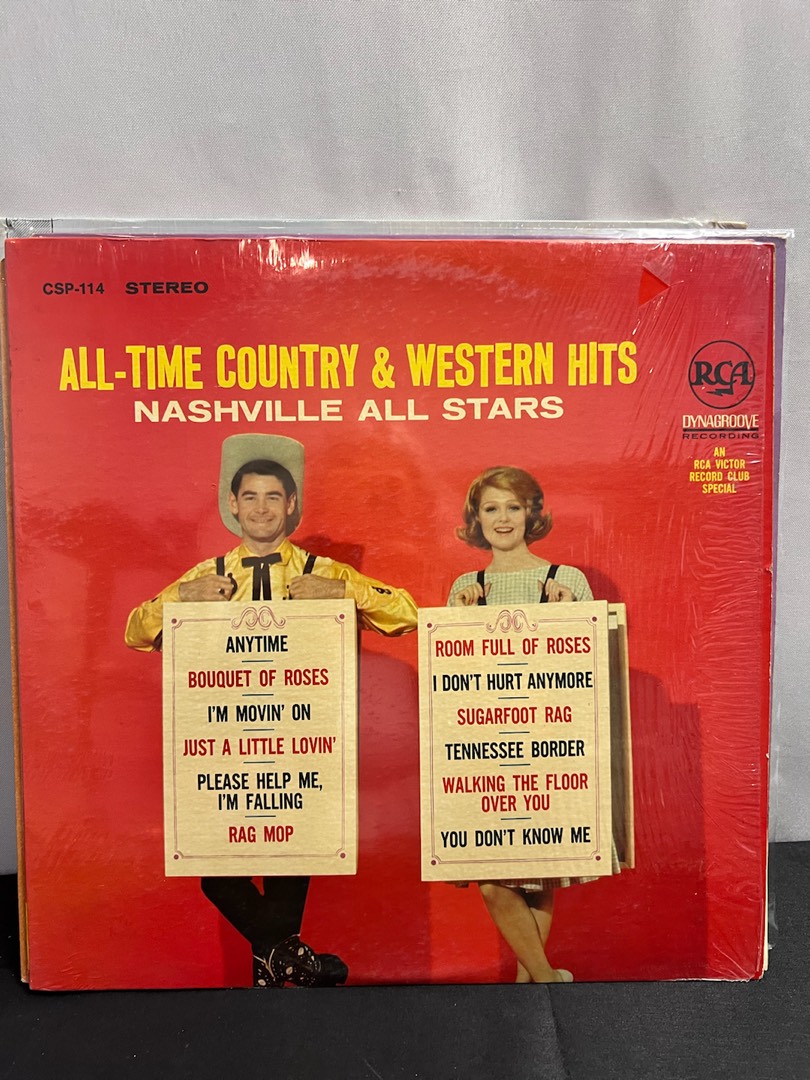 CSP-114 STEREO
ALL-TIME COUNTRY & WESTERN HITS
NASHVILLE ALL STARS
RCA
DYNAGROOVE
RECORDING
AN
RCA VICTOR
RECORD CLUB
SPECIAL
ANYTIME
BOUQUET OF ROSES
I'M MOVIN' ON
JUST A LITTLE LOVIN'
PLEASE HELP ME,
I'M FALLING
RAG MOP
ROOM FULL OF ROSES
I DON'T HURT ANYMORE
SUGARFOOT RAG
TENNESSEE BORDER
WALKING THE FLOOR
OVER YOU
YOU DON'T KNOW ME